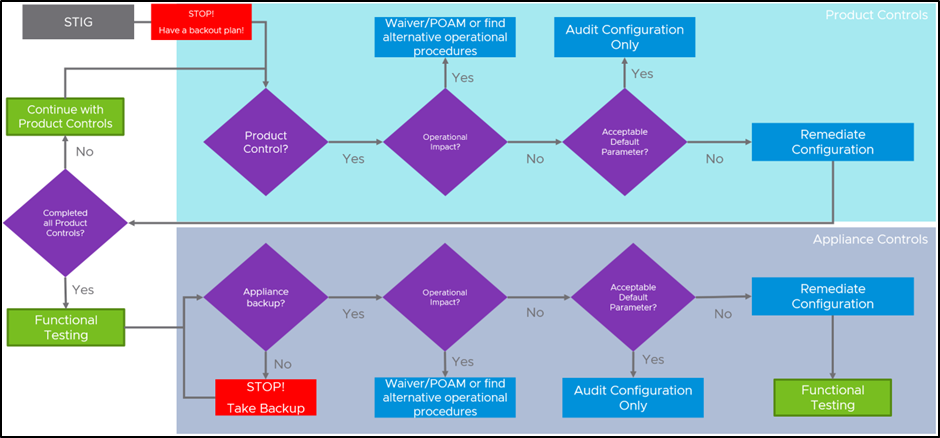 STIG
STOP!
Have a backout plan!
Product Controls
Waiver/POAM or find
alternative operational
procedures
Audit Configuration
Only
Yes
Yes
Continue with
Product Controls
Product
Control?
Operational
Impact?
Acceptable
Default
Parameter?
Remediate
Configuration
No
Yes
No
No
Completed
all Product
Controls?
Yes
Appliance Controls
Functional
Testing
Appliance
backup?
Operational
Impact?
Acceptable
Default
Parameter?
Remediate
Configuration
Yes
No
No
No
Yes
Yes
STOP!
Take Backup
Waiver/POAM or find
alternative operational
procedures
Audit Configuration
Only
Functional
Testing